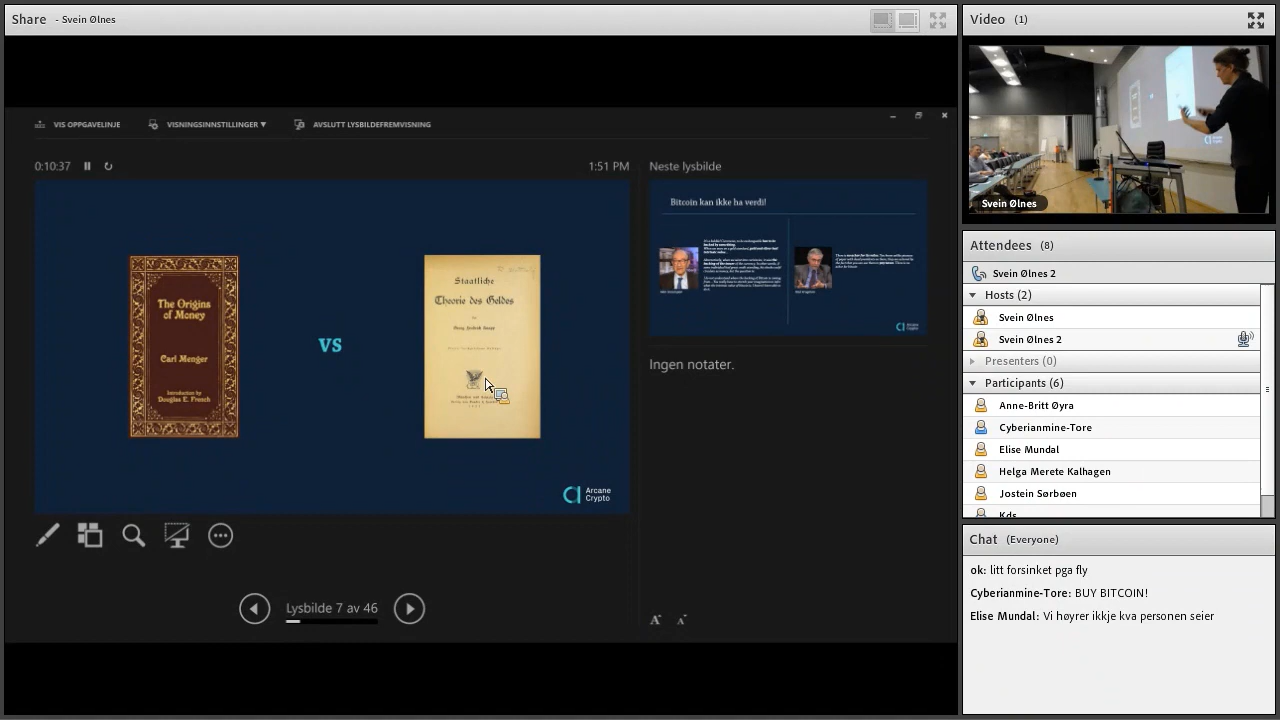 Share - Svein Ølnes
VIS OPPGAVELINJE
VISNINGSINNSTILLINGER ▼
AVSLUTT LYSBILDEFREMVISNING
0:10:37
1:51 PM
The Origins
of Money
Carl Menger
Introduction by
Douglas E. French
VS
Staatliche
Theorie des Geldes
Arcane
Crypto
Lysbilde 7 av 46
Neste lysbilde
Bitcoin kan ikke ha verdi!
Arcane
Crypto
Ingen notater.
A A
Video (1)
Svein Ølnes
Attendees (8)
Svein Ølnes 2
Hosts (2)
Svein Ølnes
Svein Ølnes 2
Presenters (0)
Participants (6)
Anne-Britt Øyra
Cyberianmine-Tore
Elise Mundal
Helga Merete Kalhagen
Jostein Sørbøen
Kds
Chat (Everyone)
ok: litt forsinket pga fly
Cyberianmine-Tore: BUY BITCOIN!
Elise Mundal: Vi høyrer ikkje kva personen seier